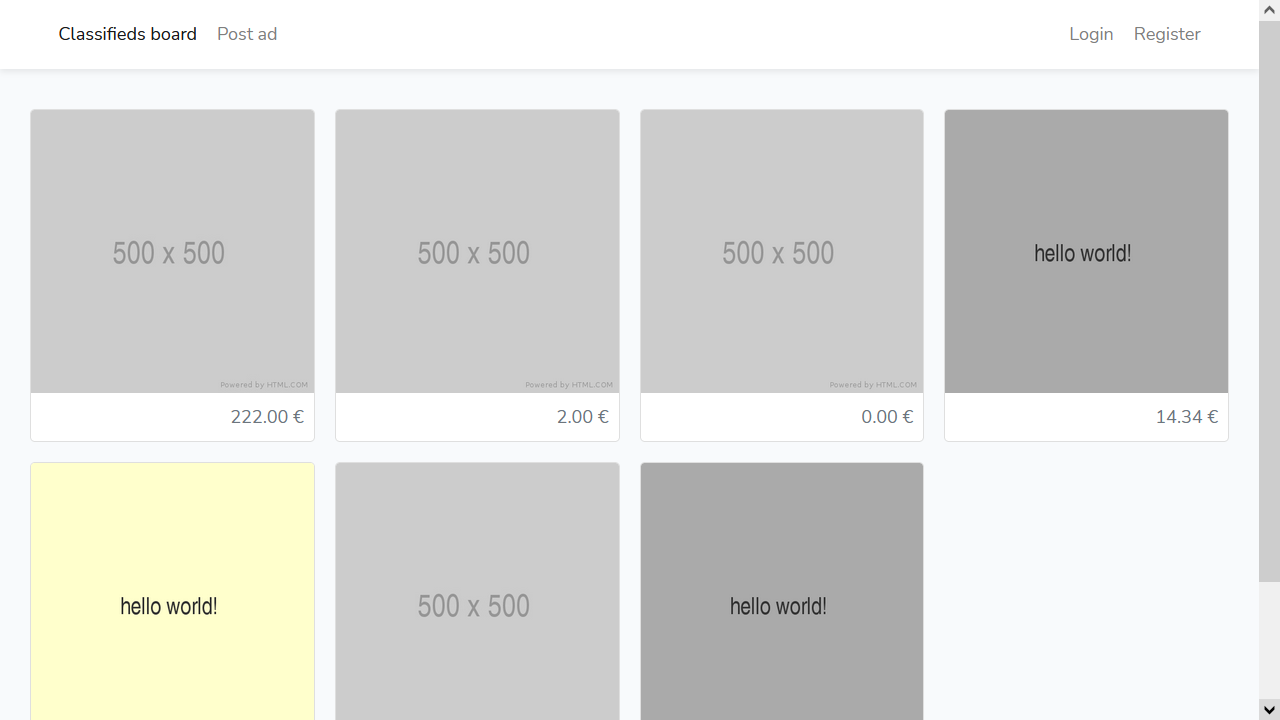 Classifieds board Post ad Login Register
500 x 500 500 x 500 500 x 500 hello world!
Powered by HTML.COM Powered by HTML.COM Powered by HTML.COM
222.00 € 2.00 € 0.00 € 14.34 €
hello world! 500 x 500 hello world!